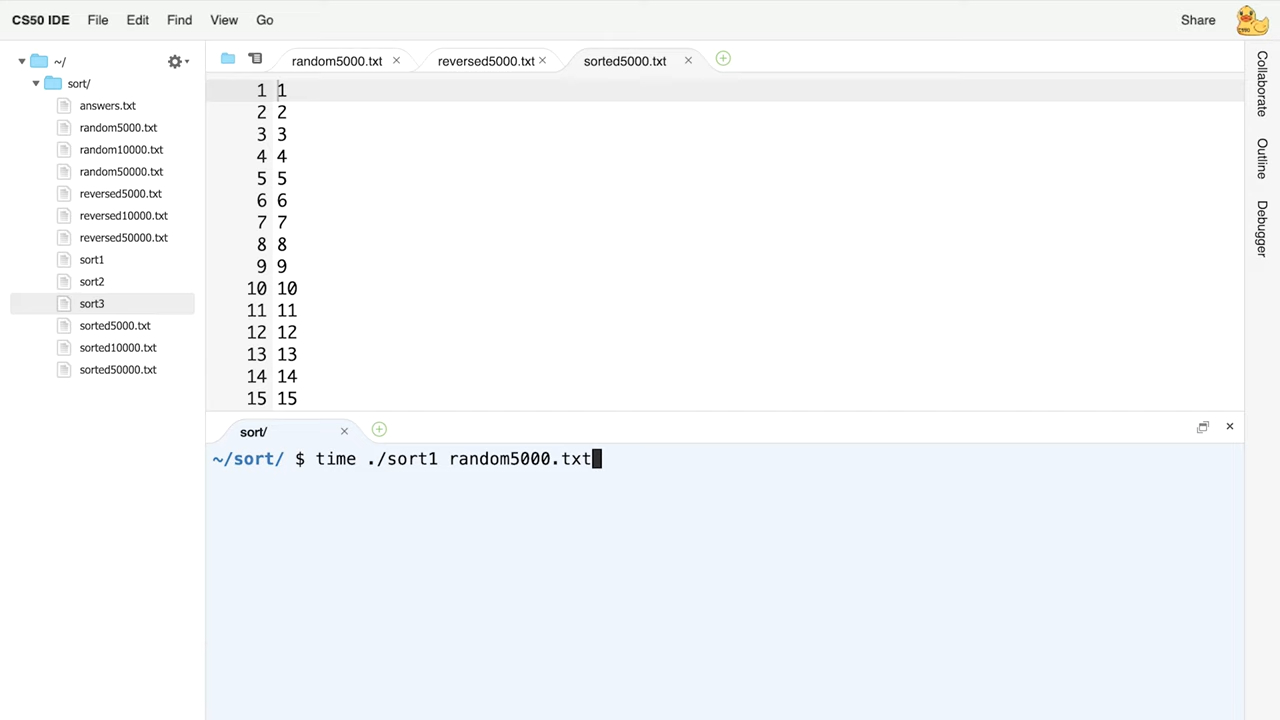 CS50 IDE File Edit Find View Go Share
~/
sort/
answers.txt
random5000.txt
random10000.txt
random50000.txt
reversed5000.txt
reversed10000.txt
reversed50000.txt
sort1
sort2
sort3
sorted5000.txt
sorted10000.txt
sorted50000.txt
random5000.txt × reversed5000.txt × sorted5000.txt ×
1 1
2 2
3 3
4 4
5 5
6 6
7 7
8 8
9 9
10 10
11 11
12 12
13 13
14 14
15 15
sort/ ×
~/sort/ $ time ./sort1 random5000.txt
Collaborate
Outline
Debugger